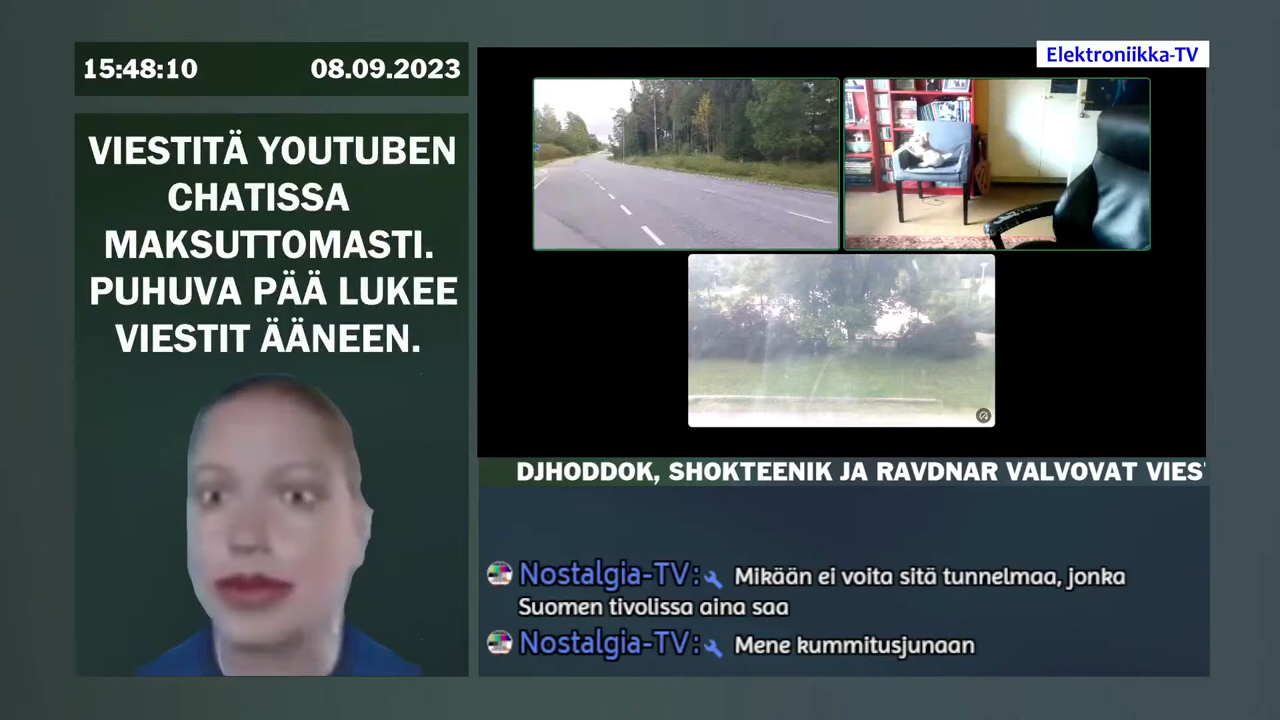 15:48:10 08.09.2023
VIESTITÄ YOUTUBEN
CHATISSA
MAKSUTTOMASTI.
PUHUVA PÄÄ LUKEE
VIESTIT ÄÄNEEN.
Elektroniikka-TV
DJHODDOK, SHOKTEENIK JA RAVDNAR VALVOVAT VIES
Nostalgia-TV: Mikään ei voita sitä tunnelmaa, jonka
Suomen tivolissa aina saa
Nostalgia-TV: Mene kummitusjunaan